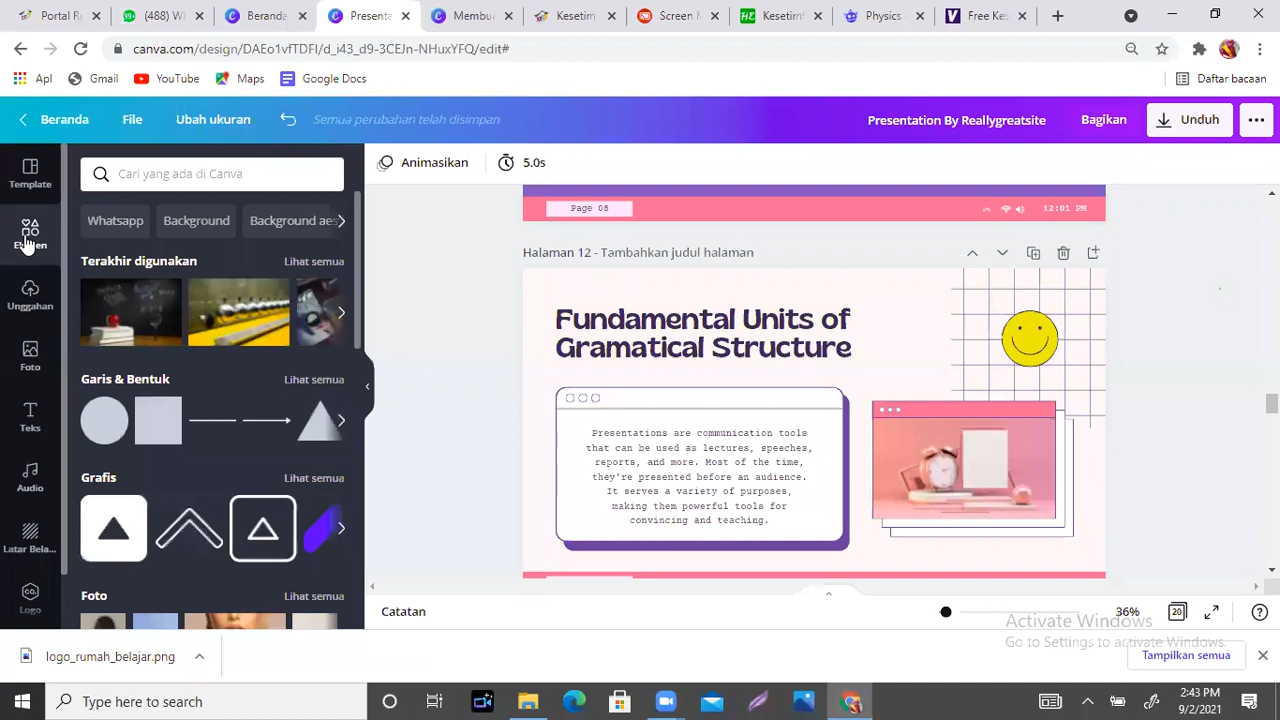 Portal R
(488) W
Beranda
Presenta
Membua
Kesetim
Screen M
HE
Kesetimb
Physics
Free Kes
canva.com/design/DAEo1vfTDFI/d_i43_d9-3CEJn-NHuxYFQ/edit#
Apl
Gmail
YouTube
Maps
Google Docs
Daftar bacaan
Beranda
File
Ubah ukuran
Semua perubahan telah disimpan
Presentation By Reallygreatsite
Bagikan
Unduh
Template
Elemen
Unggahan
Foto
Teks
Audio
Latar Bela...
CO.
Logo
Cari yang ada di Canva
Whatsapp
Background
Background aes
Terakhir digunakan
Lihat semua
Garis & Bentuk
Lihat semua
Grafis
Lihat semua
Foto
Lihat semua
Animasikan
5.0s
Page 08
12:01 PM
Halaman 12 - Tambahkan judul halaman
Fundamental Units of
Gramatical Structure
Presentations are communication tools
that can be used as lectures, speeches,
reports, and more. Most of the time,
they're presented before an audience.
It serves a variety of purposes,
making them powerful tools for
convincing and teaching.
Catatan
36%
20
Activate Windows
Go to Settings to activate Windows.
logo_rumah_belajar.png
Tampilkan semua
Type here to search
2:43 PM
9/2/2021